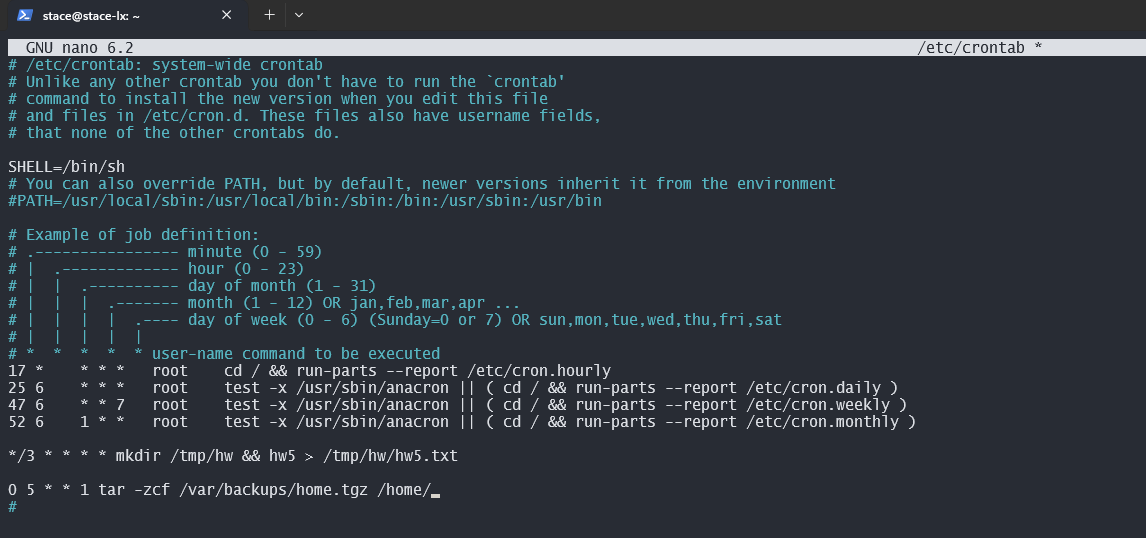 stace@stace-lx: ~
GNU nano 6.2 /etc/crontab *
# /etc/crontab: system-wide crontab
# Unlike any other crontab you don't have to run the `crontab'
# command to install the new version when you edit this file
# and files in /etc/cron.d. These files also have username fields,
# that none of the other crontabs do.

SHELL=/bin/sh
# You can also override PATH, but by default, newer versions inherit it from the environment
#PATH=/usr/local/sbin:/usr/local/bin:/sbin:/bin:/usr/sbin:/usr/bin

# Example of job definition:
# .---------------- minute (0 - 59)
# |  .------------- hour (0 - 23)
# |  |  .---------- day of month (1 - 31)
# |  |  |  .------- month (1 - 12) OR jan,feb,mar,apr ...
# |  |  |  |  .---- day of week (0 - 6) (Sunday=0 or 7) OR sun,mon,tue,wed,thu,fri,sat
# |  |  |  |  |
# *  *  *  *  * user-name command to be executed
17 *    * * *   root    cd / && run-parts --report /etc/cron.hourly
25 6    * * *   root    test -x /usr/sbin/anacron || ( cd / && run-parts --report /etc/cron.daily )
47 6    * * 7   root    test -x /usr/sbin/anacron || ( cd / && run-parts --report /etc/cron.weekly )
52 6    1 * *   root    test -x /usr/sbin/anacron || ( cd / && run-parts --report /etc/cron.monthly )

*/3 * * * * mkdir /tmp/hw && hw5 > /tmp/hw/hw5.txt

0 5 * * 1 tar -zcf /var/backups/home.tgz /home/
#